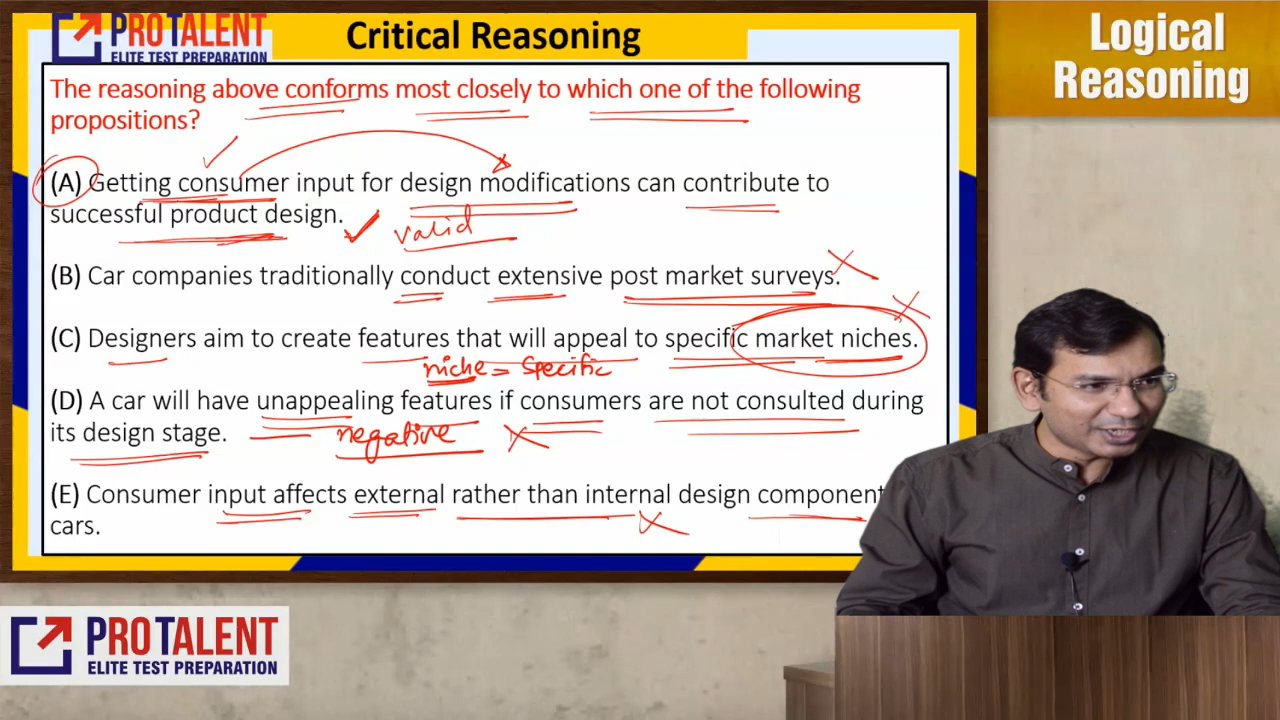 PROTALENT
ELITE TEST PREPARATION
Critical Reasoning
Logical
Reasoning
The reasoning above conforms most closely to which one of the following
propositions?
(A) Getting consumer input for design modifications can contribute to
successful product design.
valid
(B) Car companies traditionally conduct extensive post market surveys.
(C) Designers aim to create features that will appeal to specific market niches.
niche = specific
(D) A car will have unappealing features if consumers are not consulted during
its design stage.
negative
(E) Consumer input affects external rather than internal design component
cars.
PROTALENT
ELITE TEST PREPARATION